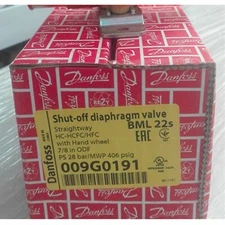 Danfoss
Shut-off diaphragm valve
BML 22s
Straightway
HC-HCFC/HFC
with Hand wheel
7/8 in ODF
PS 28 bar/MWP 406 psig
009G0191
EAC
Danfoss